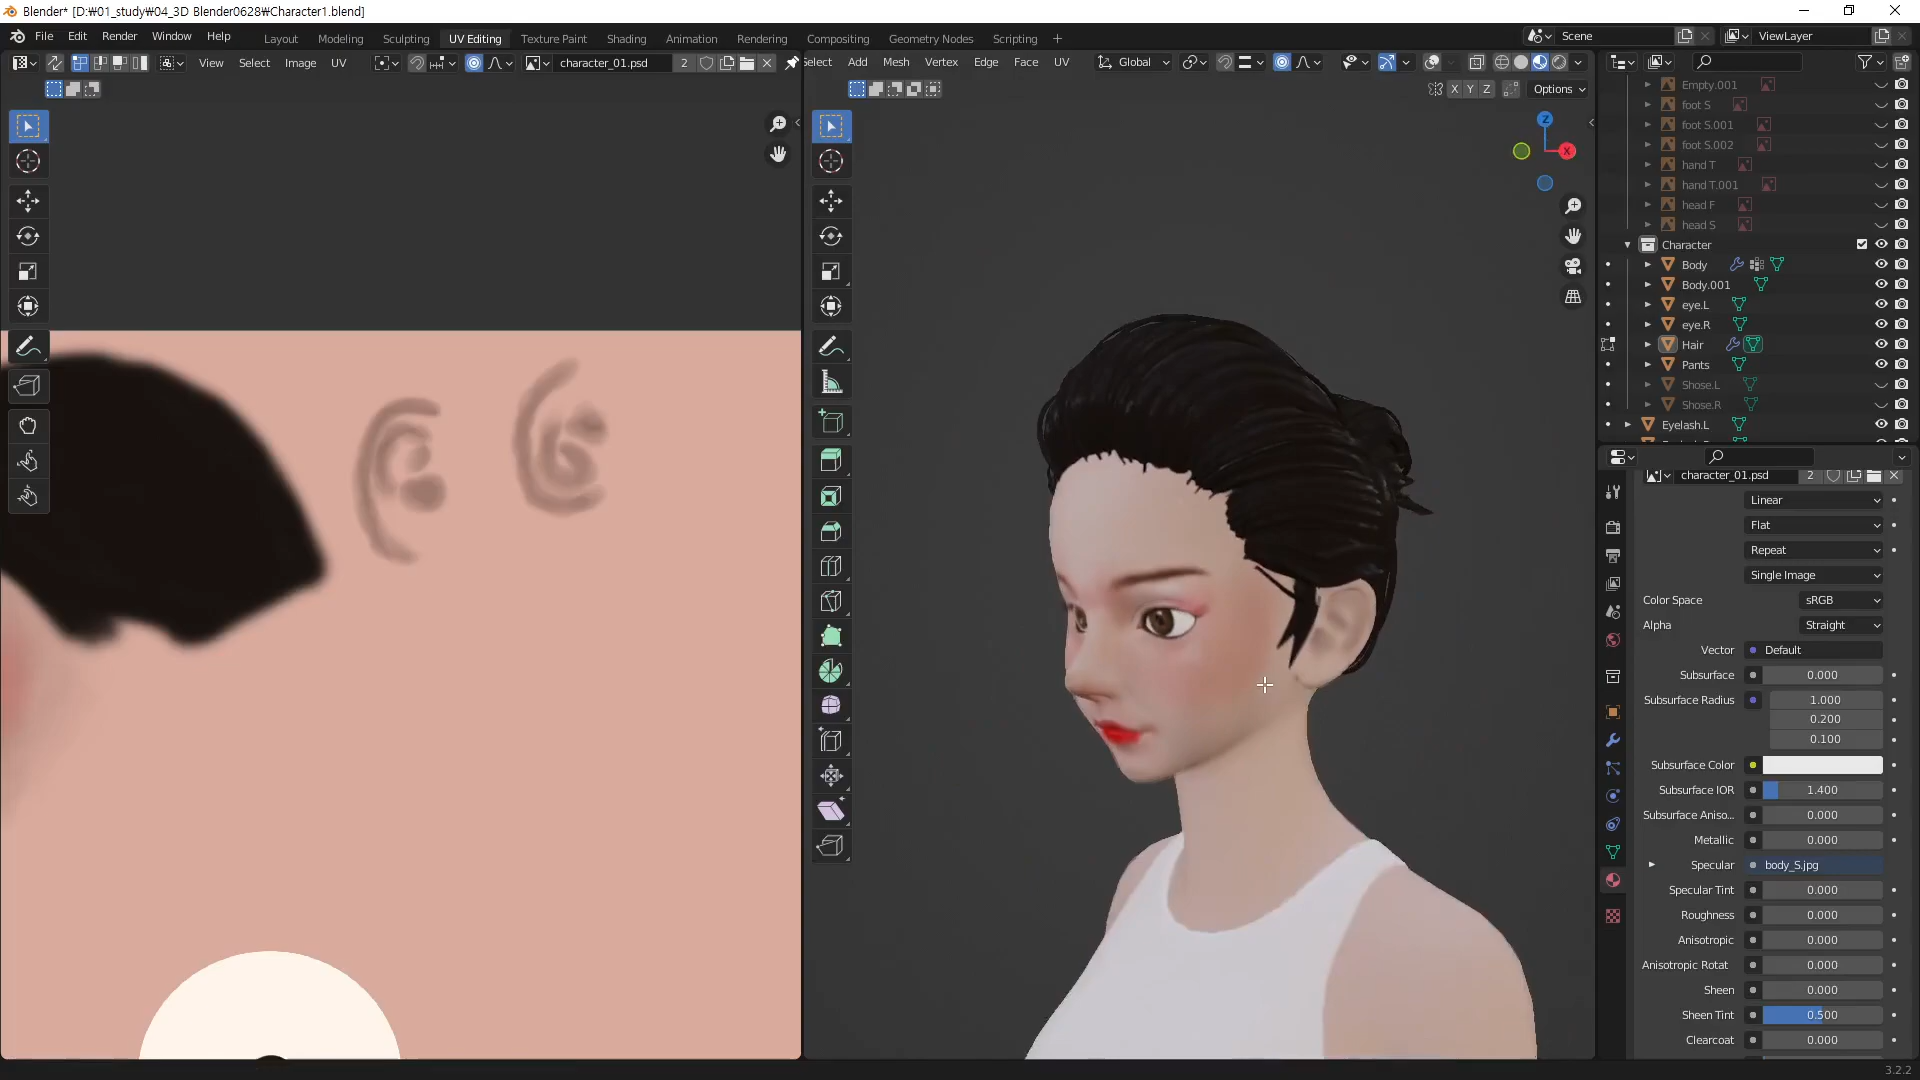 Blender* [D:₩01_study₩04_3D Blender0628₩Character1.blend]
File Edit Render Window Help
Layout Modeling Sculpting UV Editing Texture Paint Shading Animation Rendering Compositing Geometry Nodes Scripting +
Scene
ViewLayer
View Select Image UV
character_01.psd 2
Select Add Mesh Vertex Edge Face UV
Global
X Y Z
Options
Z
X
Empty.001
foot S
foot S.001
foot S.002
hand T
hand T.001
head F
head S
Character
Body
Body.001
eye.L
eye.R
Hair
Pants
Shose.L
Shose.R
Eyelash.L
character_01.psd 2
Linear
Flat
Repeat
Single Image
Color Space sRGB
Alpha Straight
Vector Default
Subsurface 0.000
Subsurface Radius 1.000
0.200
0.100
Subsurface Color
Subsurface IOR 1.400
Subsurface Aniso... 0.000
Metallic 0.000
Specular body_S.jpg
Specular Tint 0.000
Roughness 0.000
Anisotropic 0.000
Anisotropic Rotat 0.000
Sheen 0.000
Sheen Tint 0.500
Clearcoat 0.000
3.2.2